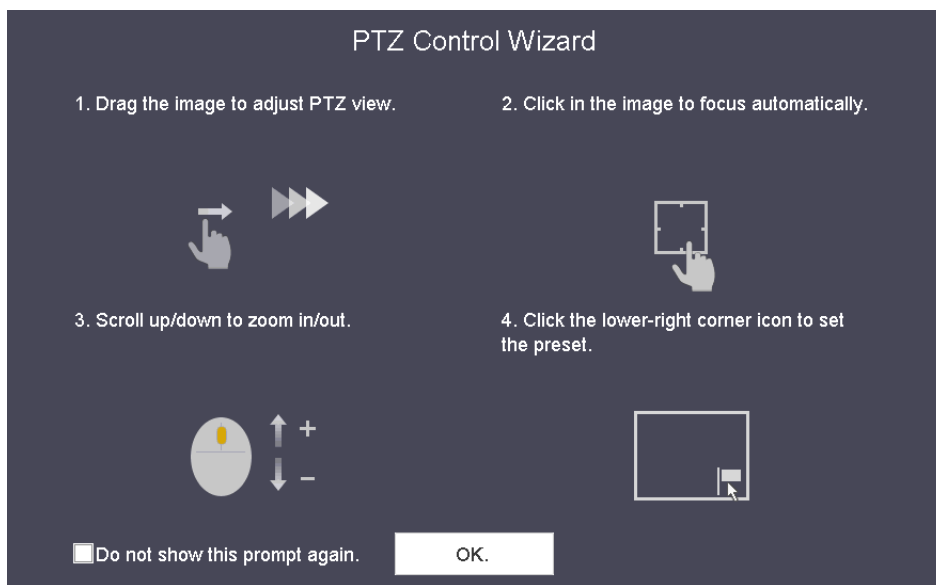 PTZ Control Wizard
1. Drag the image to adjust PTZ view.
2. Click in the image to focus automatically.
3. Scroll up/down to zoom in/out.
4. Click the lower-right corner icon to set
the preset.
Do not show this prompt again.
OK.